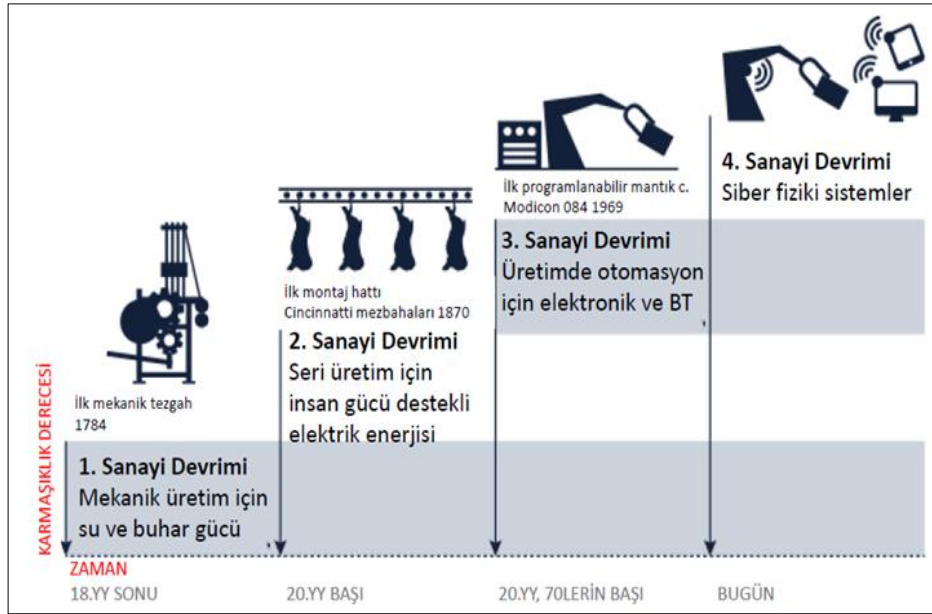 4. Sanayi Devrimi
Siber fiziki sistemler
İlk programlanabilir mantık c.
Modicon 084 1969
3. Sanayi Devrimi
Üretimde otomasyon
için elektronik ve BT
İlk montaj hattı
Cincinnatti mezbahaları 1870
2. Sanayi Devrimi
Seri üretim için
insan gücü destekli
elektrik enerjisi
İlk mekanik tezgah
1784
1. Sanayi Devrimi
Mekanik üretim için
su ve buhar gücü
KARMAŞIKLIK DERECESİ
ZAMAN
18.YY SONU
20.YY BAŞI
20.YY, 70LERİN BAŞI
BUGÜN